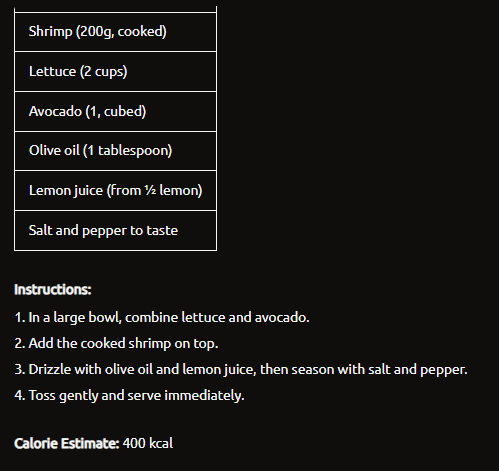 Shrimp (200g, cooked)
Lettuce (2 cups)
Avocado (1, cubed)
Olive oil (1 tablespoon)
Lemon juice (from ½ lemon)
Salt and pepper to taste
Instructions:
1. In a large bowl, combine lettuce and avocado.
2. Add the cooked shrimp on top.
3. Drizzle with olive oil and lemon juice, then season with salt and pepper.
4. Toss gently and serve immediately.
Calorie Estimate: 400 kcal